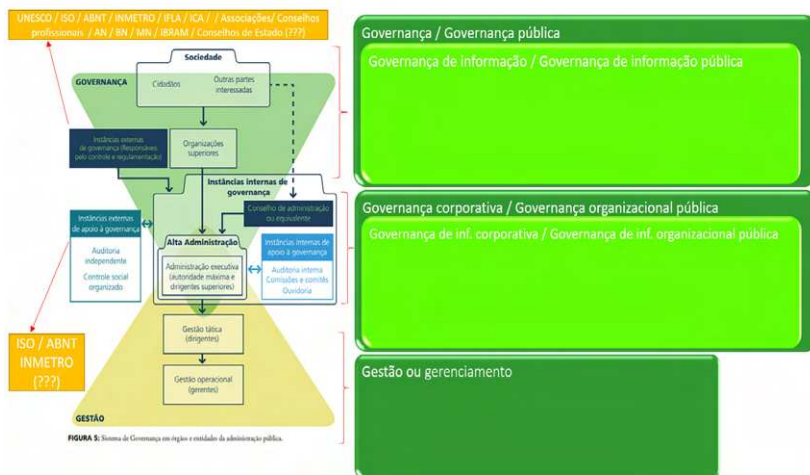 UNESCO / ISO / ABNT / INMETRO / IFLA / ICA / / Associações/ Conselhos
profissionais / AN / BN / MN / IBRAM / Conselhos de Estado (???)
Sociedade
GOVERNANÇA
Cidadãos
Outras partes
interessadas
Instâncias externas
de governança (Responsáveis
pelo controle e regulamentação)
Organizações
superiores
Instâncias internas de
governança
Conselho de administração
ou equivalente
Instâncias externas
de apoio à governança
Auditoria
independente
Controle social
organizado
Alta Administração
Administração executiva
(autoridade máxima e
dirigentes superiores)
Instâncias internas de
apoio à governança
Auditoria interna
Comissões e comitês
Ouvidoria
Gestão tática
(dirigentes)
Gestão operacional
(gerentes)
GESTÃO
ISO / ABNT
INMETRO
(???)
FIGURA 5: Sistema de Governança em órgãos e entidades da administração pública.
Governança / Governança pública
Governança de informação / Governança de informação pública
Governança corporativa / Governança organizacional pública
Governança de inf. corporativa / Governança de inf. organizacional pública
Gestão ou gerenciamento